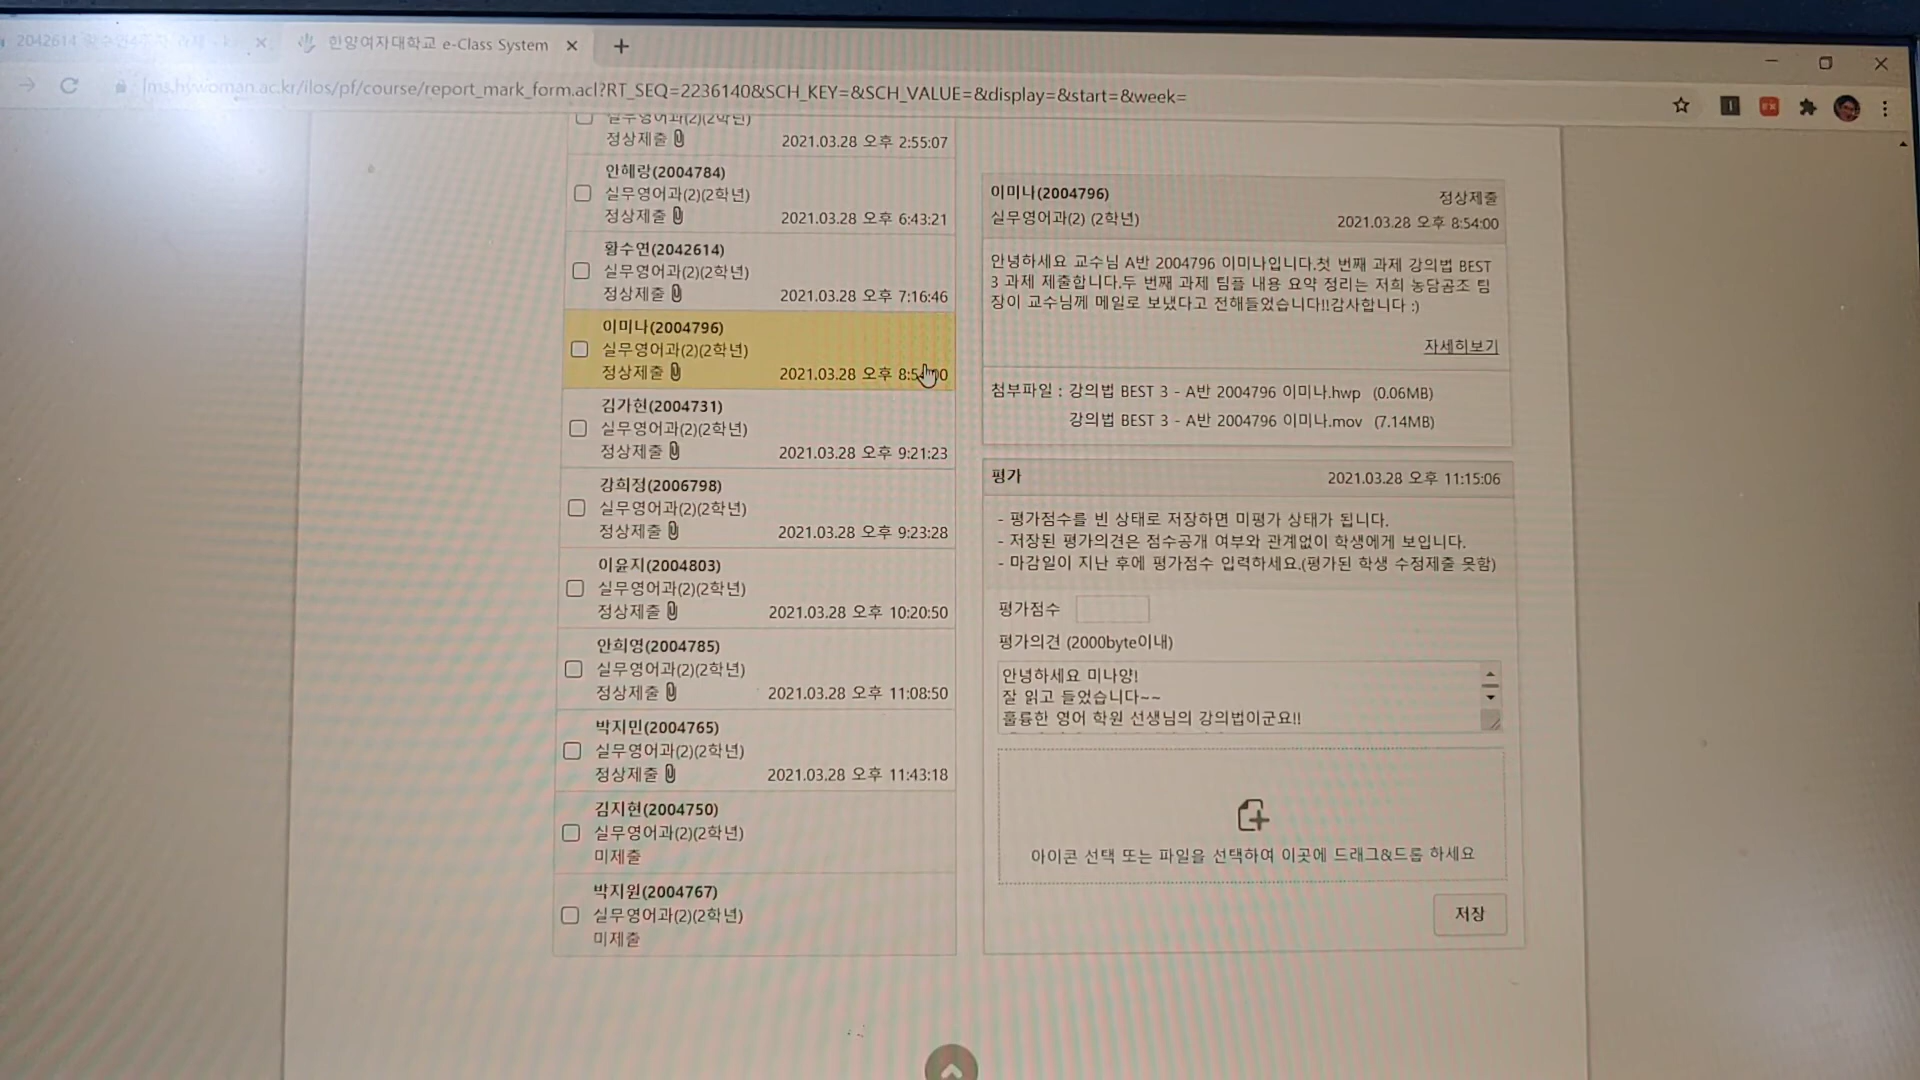 한양여자대학교 e-Class System
lms.hywoman.ac.kr/ilos/pf/course/report_mark_form.acl?RT_SEQ=2236140&SCH_KEY=&SCH_VALUE=&display=&start=&week=
실무영어과(2)(2학년)
정상제출 2021.03.28 오후 2:55:07
안혜랑(2004784)
실무영어과(2)(2학년)
정상제출 2021.03.28 오후 6:43:21
황수연(2042614)
실무영어과(2)(2학년)
정상제출 2021.03.28 오후 7:16:46
이미나(2004796)
실무영어과(2)(2학년)
정상제출 2021.03.28 오후
김가현(2004731)
실무영어과(2)(2학년)
정상제출 2021.03.28 오후 9:21:23
강희정(2006798)
실무영어과(2)(2학년)
정상제출 2021.03.28 오후 9:23:28
이윤지(2004803)
실무영어과(2)(2학년)
정상제출 2021.03.28 오후 10:20:50
안희영(2004785)
실무영어과(2)(2학년)
정상제출 2021.03.28 오후 11:08:50
박지민(2004765)
실무영어과(2)(2학년)
정상제출 2021.03.28 오후 11:43:18
김지현(2004750)
실무영어과(2)(2학년)
미제출
박지원(2004767)
실무영어과(2)(2학년)
미제출
이미나(2004796) 정상제출
실무영어과(2) (2학년) 2021.03.28 오후 8:54:00
안녕하세요 교수님 A반 2004796 이미나입니다.첫 번째 과제 강의법 BEST
3 과제 제출합니다.두 번째 과제 팀플 내용 요약 정리는 저희 농담공조 팀
장이 교수님께 메일로 보냈다고 전해들었습니다!!감사합니다 :)
자세히보기
첨부파일 : 강의법 BEST 3 - A반 2004796 이미나.hwp (0.06MB)
강의법 BEST 3 - A반 2004796 이미나.mov (7.14MB)
평가 2021.03.28 오후 11:15:06
- 평가점수를 빈 상태로 저장하면 미평가 상태가 됩니다.
- 저장된 평가의견은 점수공개 여부와 관계없이 학생에게 보입니다.
- 마감일이 지난 후에 평가점수 입력하세요.(평가된 학생 수정제출 못함)
평가점수
평가의견 (2000byte이내)
안녕하세요 미나양!
잘 읽고 들었습니다~~
훌륭한 영어 학원 선생님의 강의법이군요!!
아이콘 선택 또는 파일을 선택하여 이곳에 드래그&드롭 하세요
저장